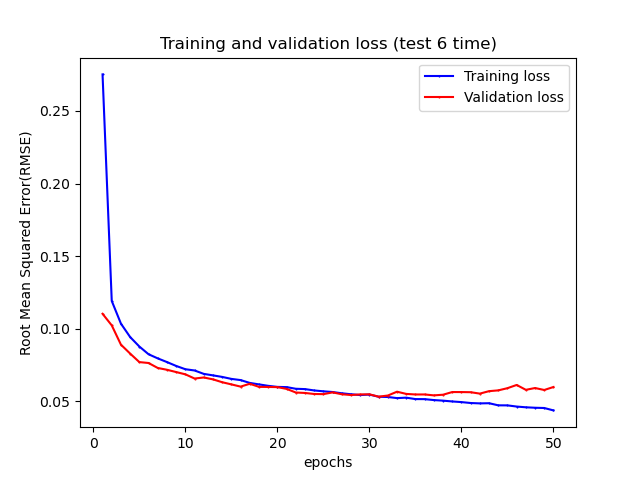 Training and validation loss (test 6 time)
Training loss
Validation loss
Root Mean Squared Error(RMSE)
0.25
0.20
0.15
0.10
0.05
0 10 20 30 40 50
epochs